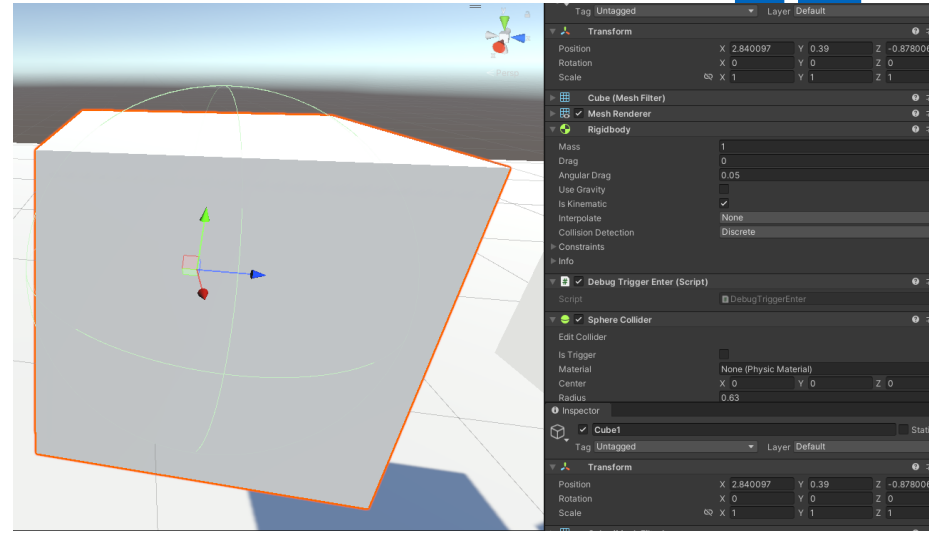 Persp
Tag Untagged Layer Default
Transform
Position X 2.840097 Y 0.39 Z -0.878006
Rotation X 0 Y 0 Z 0
Scale X 1 Y 1 Z 1
Cube (Mesh Filter)
Mesh Renderer
Rigidbody
Mass 1
Drag 0
Angular Drag 0.05
Use Gravity
Is Kinematic
Interpolate None
Collision Detection Discrete
Constraints
Info
# Debug Trigger Enter (Script)
Script DebugTriggerEnter
Sphere Collider
Edit Collider
Is Trigger
Material None (Physic Material)
Center X 0 Y 0 Z 0
Radius 0.63
Inspector
Cube1 Stati
Tag Untagged Layer Default
Transform
Position X 2.840097 Y 0.39 Z -0.878006
Rotation X 0 Y 0 Z 0
Scale X 1 Y 1 Z 1